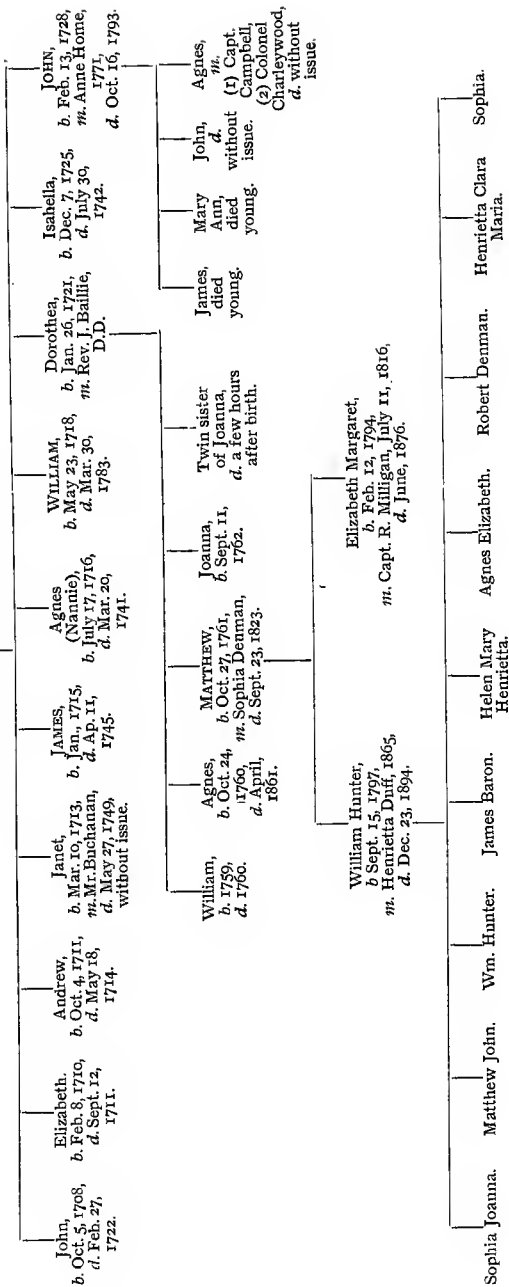 John,
b. Oct. 5, 1708,
d. Feb. 27,
1722.
Elizabeth.
b. Feb. 8, 1710,
d. Sept. 12,
1711.
Andrew,
b. Oct. 4, 1711,
d. May 18,
1714.
Janet,
b. Mar. 10, 1713,
m. Mr. Buchanan,
d. May 27, 1749,
without issue.
JAMES,
b. Jan., 1715,
d. Ap. 11,
1745.
Agnes
(Nannie),
b. July 17, 1716,
d. Mar. 20,
1741.
WILLIAM,
b. May 23, 1718,
d. Mar. 30,
1783.
Dorothea,
b. Jan. 26, 1721,
m. Rev. J. Baillie,
D.D.
Isabella,
b. Dec. 7, 1725,
d. July 30,
1742.
JOHN,
b. Feb. 13, 1728,
m. Anne Home,
1771,
d. Oct. 16, 1793.
William,
b. 1759,
d. 1760.
Agnes,
b. Oct. 24,
1760,
d. April,
1861.
MATTHEW,
b. Oct. 27, 1761,
m. Sophia Denman,
d. Sept. 23, 1823.
Joanna,
b. Sept. 11,
1762.
Twin sister
of Joanna,
d. a few hours
after birth.
James,
died
young.
Mary
Ann,
died
young.
John,
d.
without
issue.
Agnes,
m.
(1) Capt.
Campbell,
(2) Colonel
Charleywood,
d. without
issue.
William Hunter,
b Sept. 15, 1797,
m. Henrietta Duff, 1865,
d. Dec. 23, 1894.
Elizabeth Margaret,
b. Feb. 12, 1794,
m. Capt. R. Milligan, July 11, 1816,
d. June, 1876.
Sophia Joanna.
Matthew John.
Wm. Hunter.
James Baron.
Helen Mary
Henrietta.
Agnes Elizabeth.
Robert Denman.
Henrietta Clara
Maria.
Sophia.